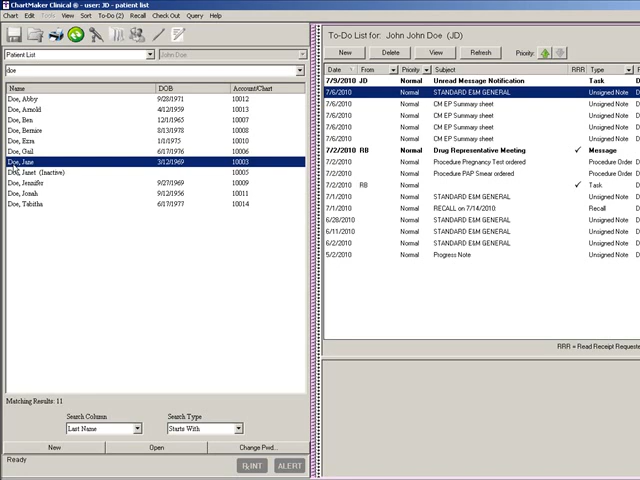 ChartMaker Clinical ® - user: JD - patient list
Chart Edit Tools View Sort To-Do (2) Recall Check Out Query Help
Patient List
John Doe
doe
Name DOB Account/Chart
Doe, Abby 9/28/1971 10012
Doe, Arnold 4/12/1959 10013
Doe, Ben 12/1/1965 10007
Doe, Bernice 8/13/1978 10008
Doe, Ezra 1/1/1975 10010
Doe, Gail 6/17/1976 10006
Doe, Jane 3/12/1969 10003
Doe, Janet (Inactive) 10005
Doe, Jennifer 9/27/1969 10009
Doe, Jonah 9/12/1956 10011
Doe, Tabitha 6/17/1977 10014
Matching Results: 11
Search Column Search Type
Last Name Starts With
New Open Change Pwd...
Ready
ALERT
To-Do List for: John John Doe (JD)
New Delete View Refresh Priority:
Date From Priority Subject RRR Type
7/9/2010 JD Normal Unread Message Notification Task D
7/6/2010 Normal STANDARD E&M GENERAL Unsigned Note D
7/6/2010 Normal CM EP Summary sheet Unsigned Note D
7/6/2010 Normal CM EP Summary sheet Unsigned Note D
7/6/2010 Normal CM EP Summary sheet Unsigned Note D
7/6/2010 Normal CM EP Summary sheet Unsigned Note D
7/2/2010 RB Normal Drug Representative Meeting ✓ Message
7/2/2010 Normal Procedure Pregnancy Test ordered Procedure Order D
7/2/2010 Normal Procedure PAP Smear ordered Procedure Order D
7/2/2010 RB Normal ✓ Task
7/1/2010 Normal STANDARD E&M GENERAL Unsigned Note D
7/1/2010 Normal RECALL on 7/14/2010: Recall D
6/28/2010 Normal STANDARD E&M GENERAL Unsigned Note D
6/11/2010 Normal STANDARD E&M GENERAL Unsigned Note D
6/2/2010 Normal STANDARD E&M GENERAL Unsigned Note D
5/2/2010 Normal Progress Note Unsigned Note D
RRR = Read Receipt Requeste